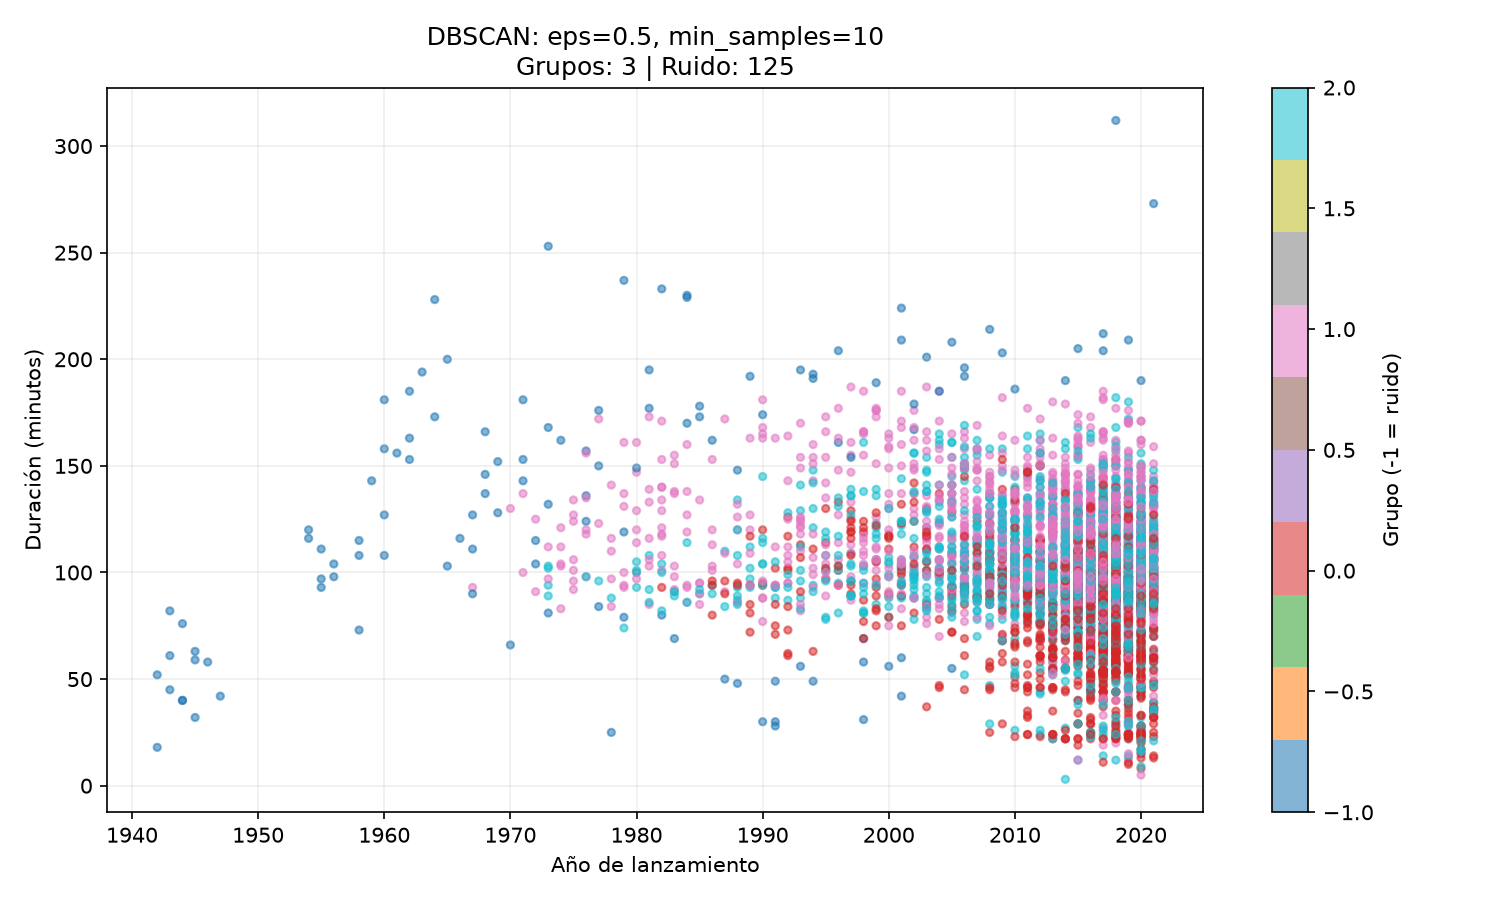 DBSCAN: eps=0.5, min_samples=10
Grupos: 3 | Ruido: 125
Duración (minutos)
300
250
200
150
100
50
0
1940 1950 1960 1970 1980 1990 2000 2010 2020
Año de lanzamiento
2.0
1.5
1.0
0.5
0.0
−0.5
−1.0
Grupo (-1 = ruido)